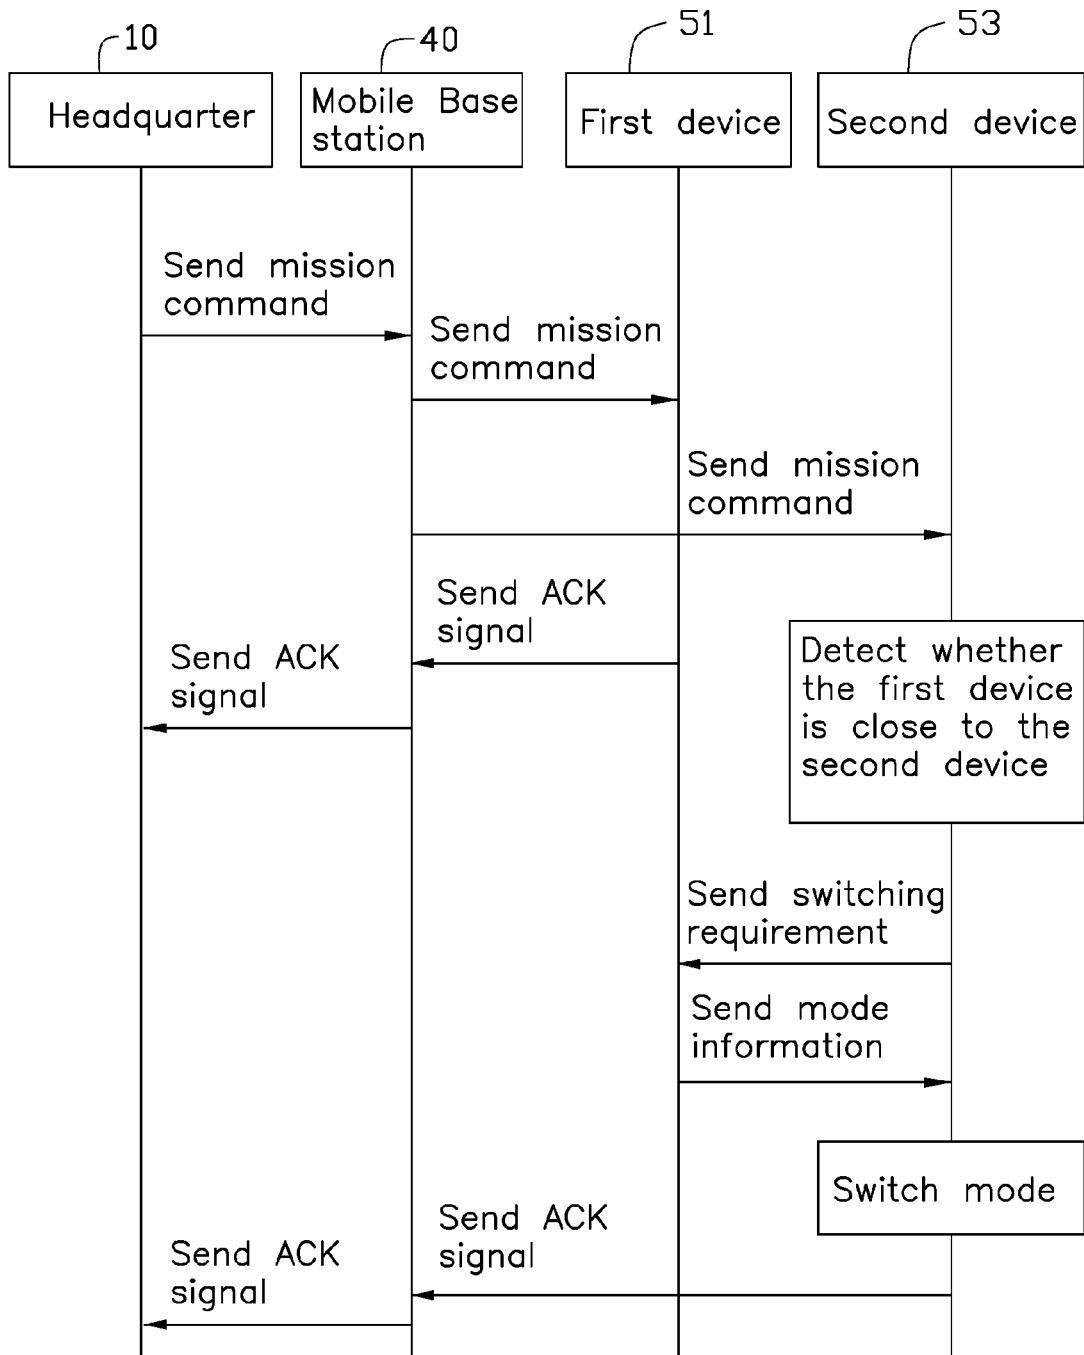 10
40
51
53
Headquarter
Mobile Base
station
First device
Second device
Send mission
command
Send mission
command
Send mission
command
Send ACK
signal
Send ACK
signal
Detect whether
the first device
is close to the
second device
Send switching
requirement
Send mode
information
Switch mode
Send ACK
signal
Send ACK
signal